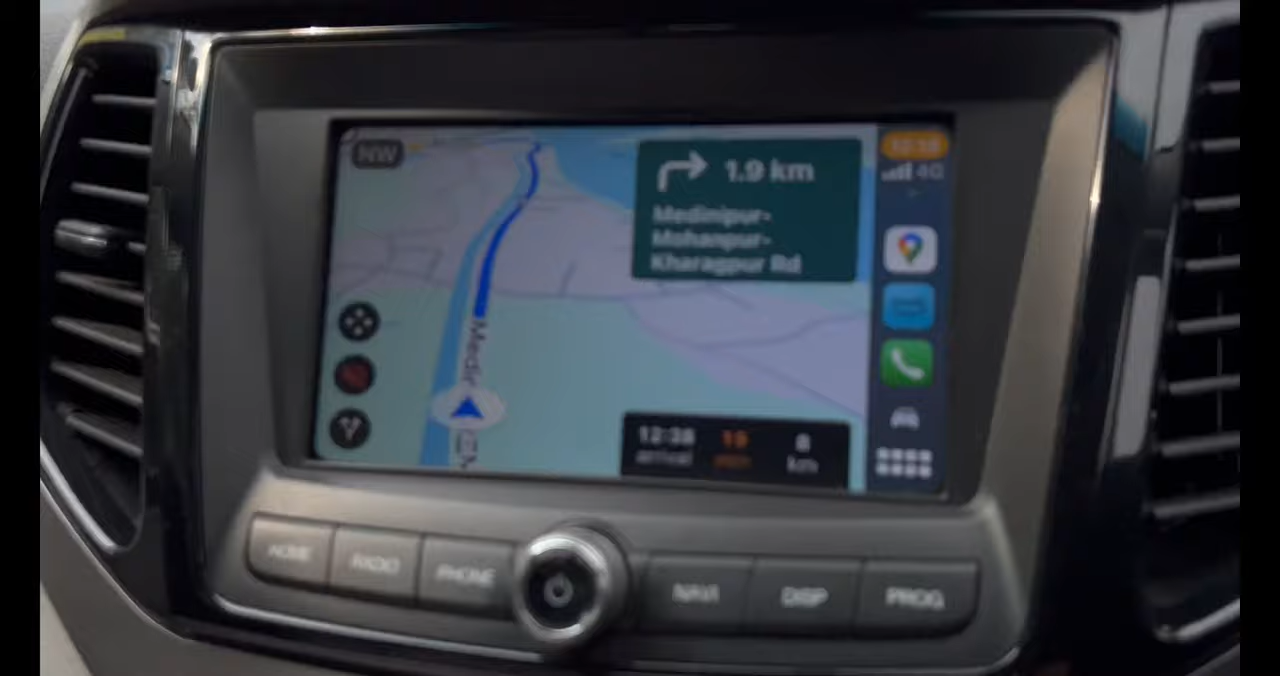 NW
1.9 km
Medinipur-
Mohanpur-
Kharagpur Rd
4G
12:38
arrival
19
min
8
km
RADIO
PHONE
NAVI
DISP
PROG